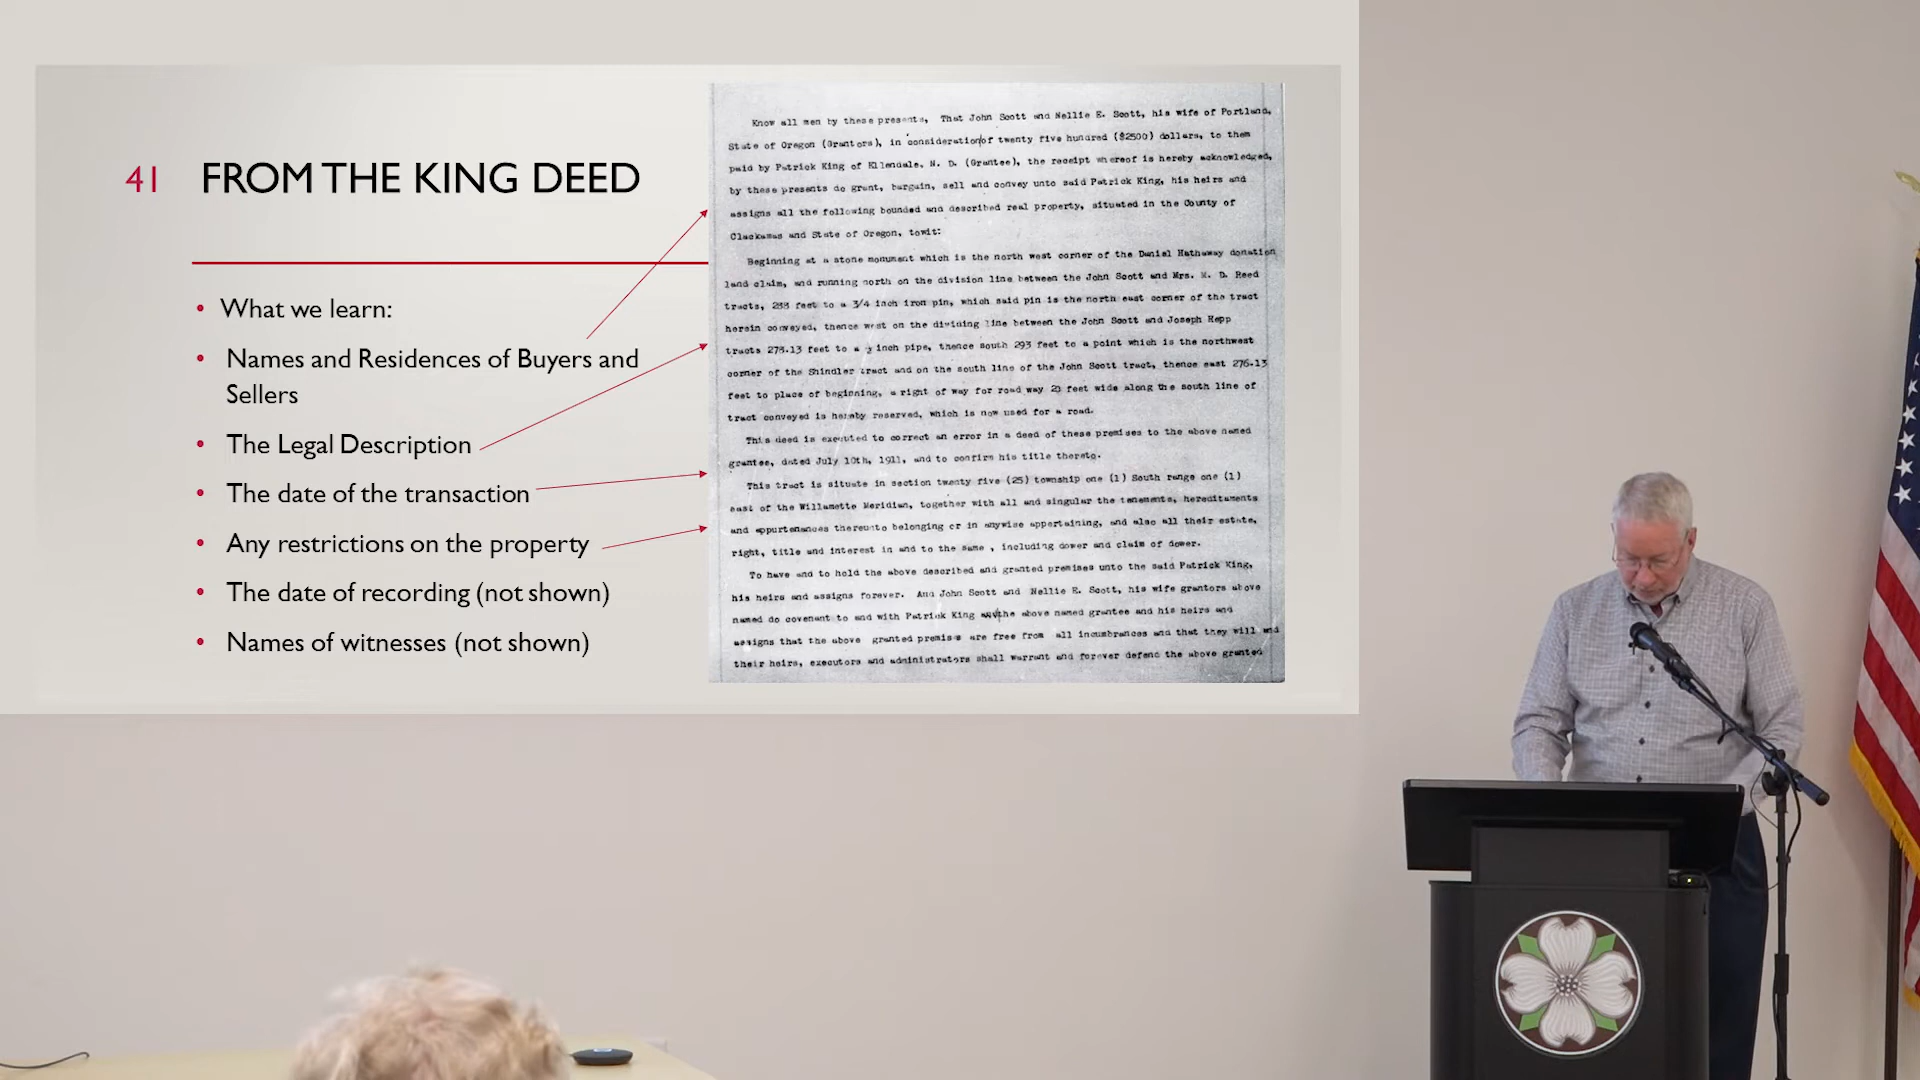 41 FROM THE KING DEED
• What we learn:
• Names and Residences of Buyers and
Sellers
• The Legal Description
• The date of the transaction
• Any restrictions on the property
• The date of recording (not shown)
• Names of witnesses (not shown)
Know all men by these presents, That John Scott and Nellie E. Scott, his wife of Portland,
State of Oregon (Grantors), in consideration of twenty five hundred ($2500) dollars, to them
paid by Patrick King of Ellendale, N. D. (Grantee), the receipt whereof is hereby acknowledged,
by these presents do grant, bargain, sell and convey unto said Patrick King, his heirs and
assigns all the following bounded and described real property, situated in the County of
Clackamas and State of Oregon, towit:
Beginning at a stone monument which is the north west corner of the Daniel Hathaway donation
land claim, and running north on the division line between the John Scott and Mrs. M. D. Reed
tracts, feet to a 3/4 inch iron pin, which said pin is the north east corner of the tract
herein conveyed, thence west on the dividing line between the John Scott and Joseph Hepp
tracts 276.13 feet to a inch pipe, thence south 293 feet to a point which is the northwest
corner of the Shindler tract and on the south line of the John Scott tract, thence east 276.13
feet to place of beginning, a right of way for road way feet wide along the south line of
tract conveyed is hereby reserved, which is now used for a road.
This deed is executed to correct an error in a deed of these premises to the above named
grantee, dated July 10th, 1911, and to confirm his title thereto.
This tract is situate in section twenty five (25) township one (1) South range one (1)
east of the Willamette Meridian, together with all and singular the tenements, hereditaments
and appurtenances thereunto belonging or in anywise appertaining, and also all their estate,
right, title and interest in and to the same , including dower and claim of dower.
To have and to hold the above described and granted premises unto the said Patrick King,
his heirs and assigns forever. And John Scott and Nellie E. Scott, his wife grantors above
named do covenant to and with Patrick King the above named grantee and his heirs and
assigns that the above granted premises are free from all incumbrances and that they will and
their heirs, executors and administrators shall warrant and forever defend the above granted